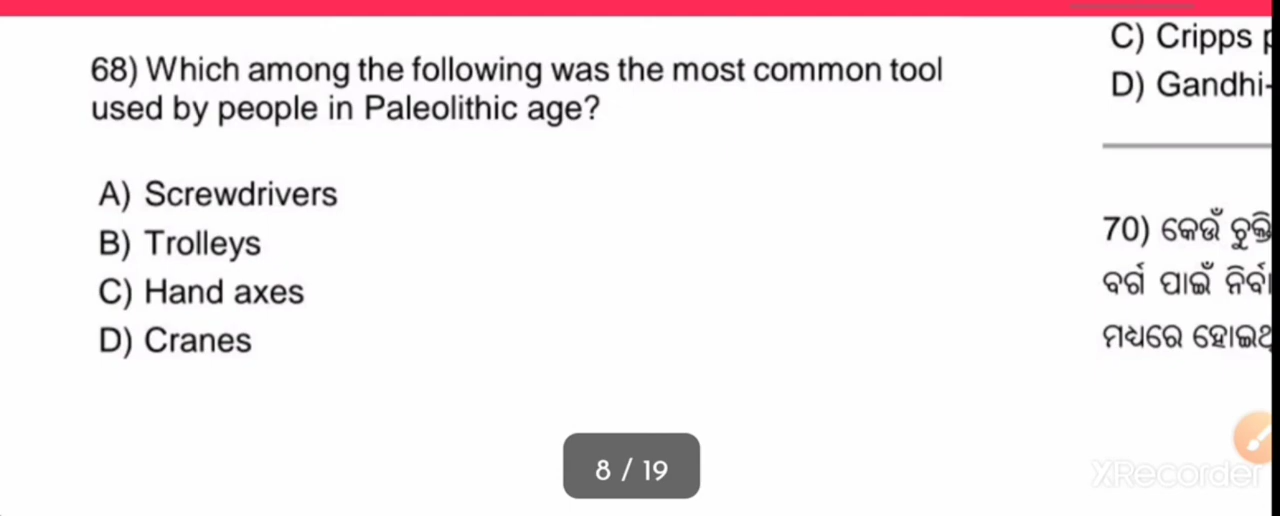 68) Which among the following was the most common tool
used by people in Paleolithic age?
A) Screwdrivers
B) Trolleys
C) Hand axes
D) Cranes
C) Cripps
D) Gandhi-
70) କେଉଁ ଚୁକ୍ତି
ବର୍ଗ ପାଇଁ
ମଧ୍ୟରେ
8 / 19
XRecorder